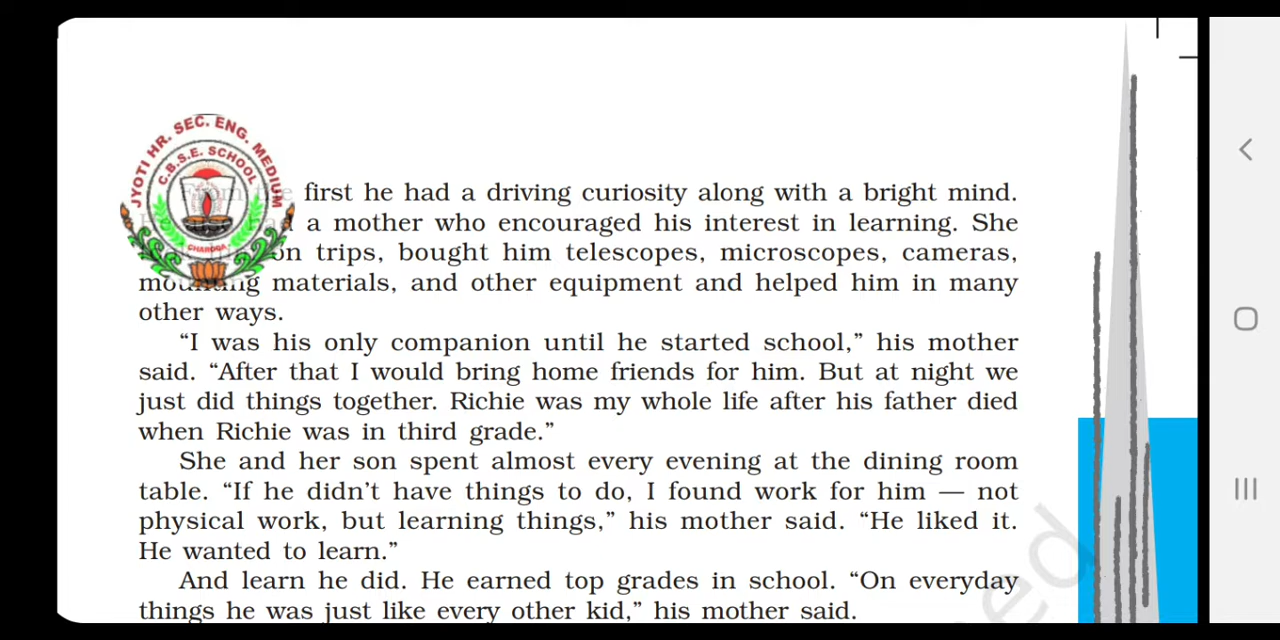 JYOTI HR. SEC. ENG. MEDIUM
C.B.S.E. SCHOOL
CHARODA
first he had a driving curiosity along with a bright mind.
a mother who encouraged his interest in learning. She
on trips, bought him telescopes, microscopes, cameras,
materials, and other equipment and helped him in many
other ways.
“I was his only companion until he started school,” his mother
said. “After that I would bring home friends for him. But at night we
just did things together. Richie was my whole life after his father died
when Richie was in third grade.”
She and her son spent almost every evening at the dining room
table. “If he didn’t have things to do, I found work for him — not
physical work, but learning things,” his mother said. “He liked it.
He wanted to learn.”
And learn he did. He earned top grades in school. “On everyday
things he was just like every other kid,” his mother said.